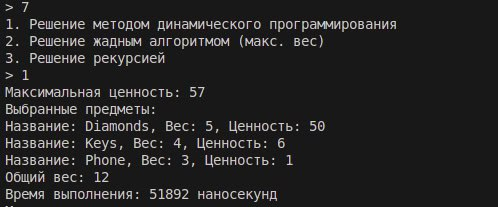 > 7
1. Решение методом динамического программирования
2. Решение жадным алгоритмом (макс. вес)
3. Решение рекурсией
> 1
Максимальная ценность: 57
Выбранные предметы:
Название: Diamonds, Вес: 5, Ценность: 50
Название: Keys, Вес: 4, Ценность: 6
Название: Phone, Вес: 3, Ценность: 1
Общий вес: 12
Время выполнения: 51892 наносекунд